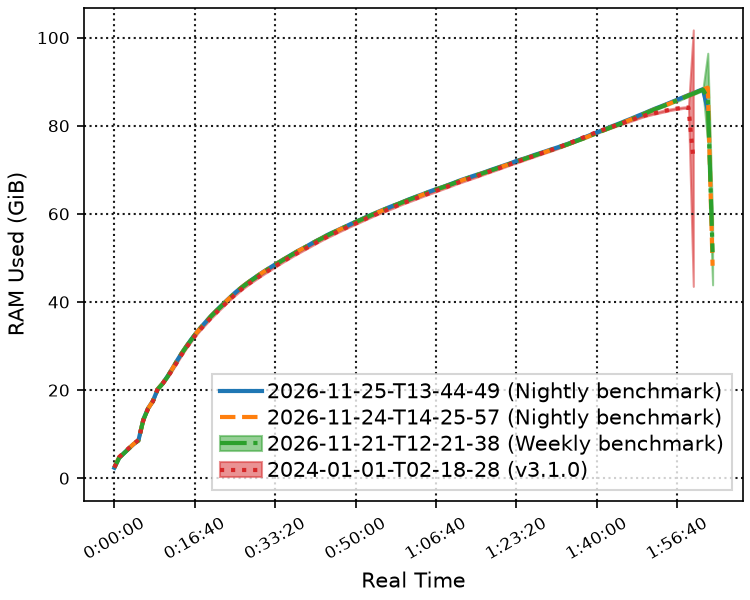 100
80
60
40
20
0
RAM Used (GiB)
2026-11-25-T13-44-49 (Nightly benchmark)
2026-11-24-T14-25-57 (Nightly benchmark)
2026-11-21-T12-21-38 (Weekly benchmark)
2024-01-01-T02-18-28 (v3.1.0)
0:00:00
0:16:40
0:33:20
0:50:00
1:06:40
1:23:20
1:40:00
1:56:40
Real Time